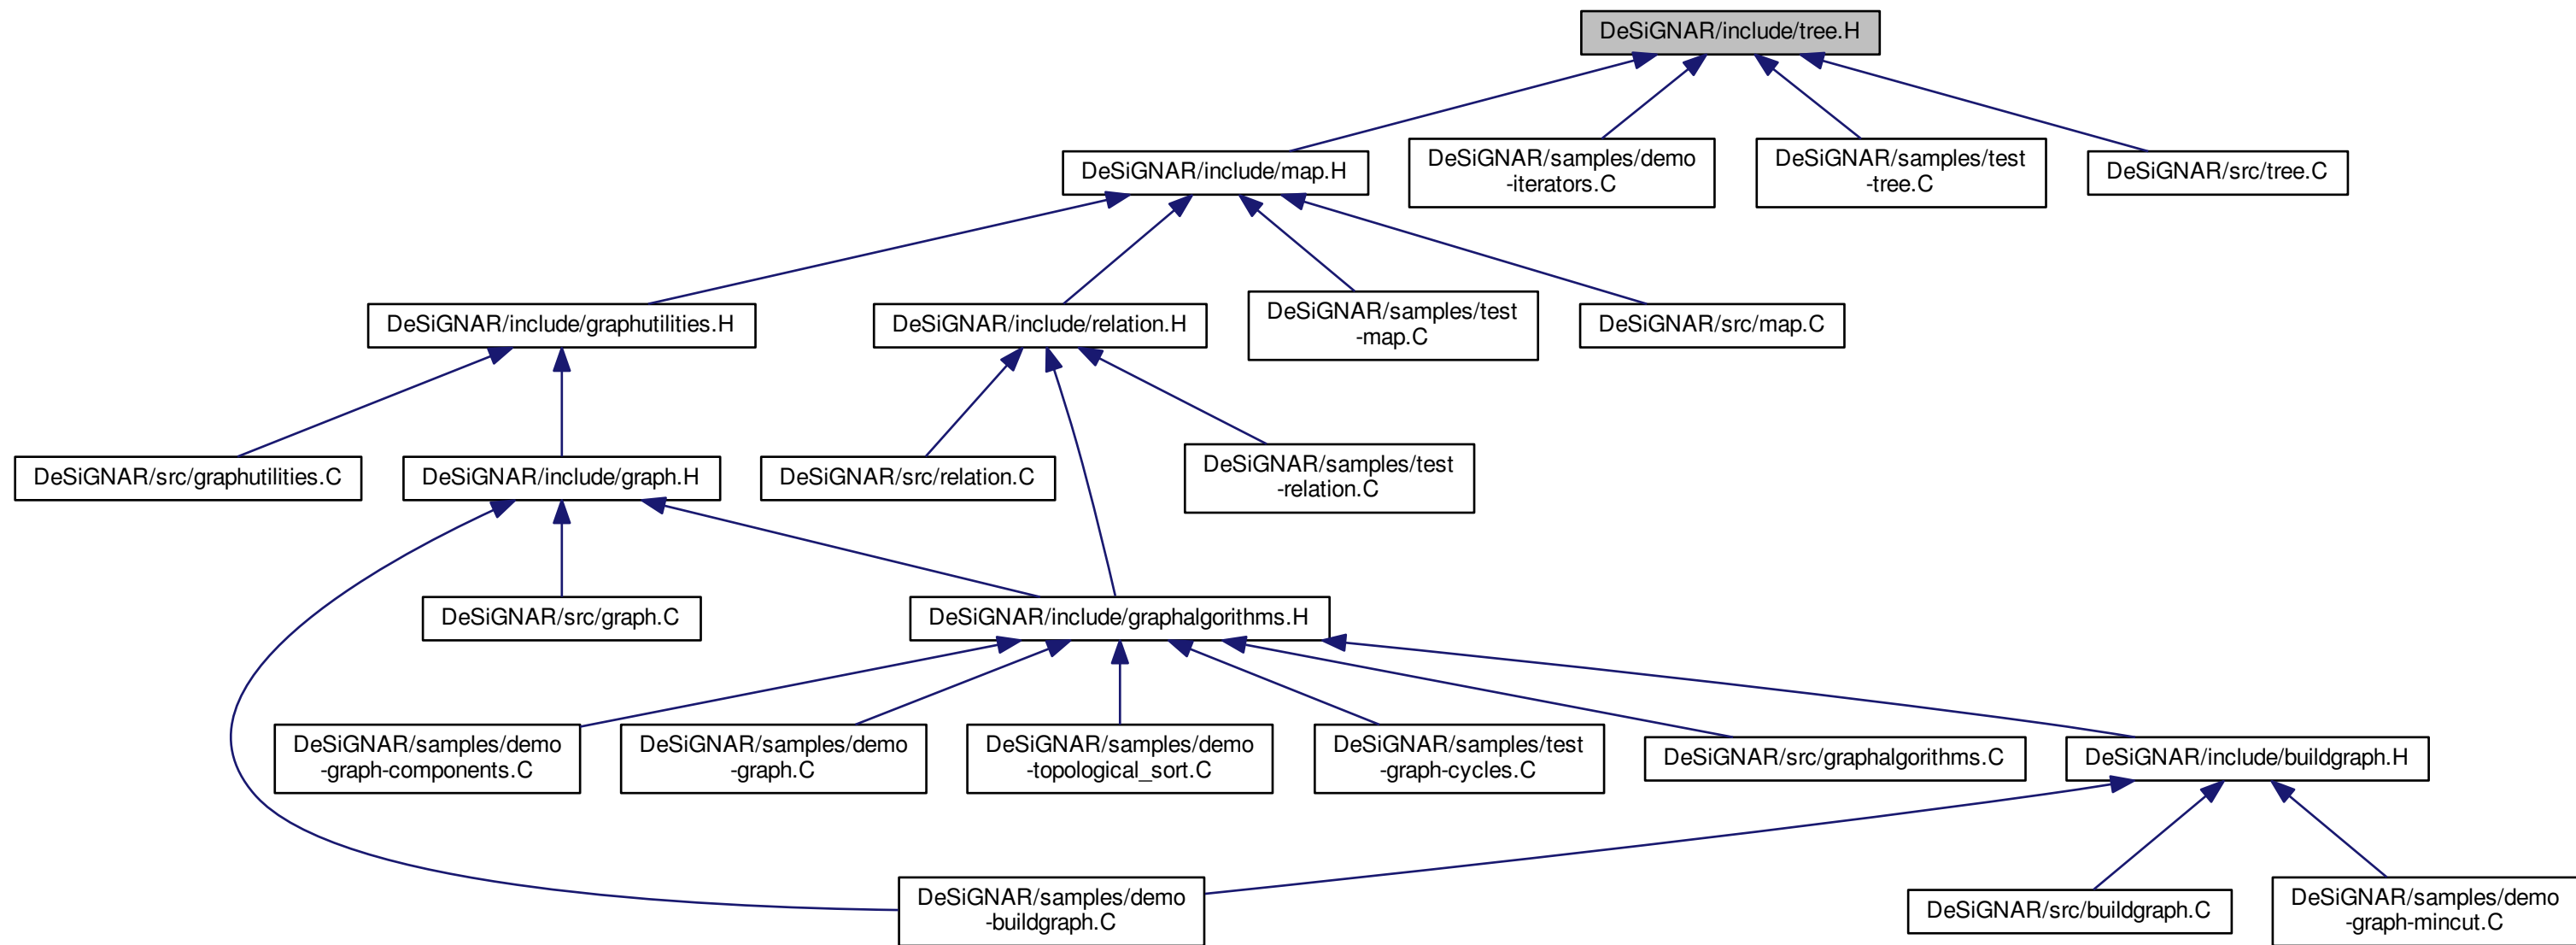 DeSiGNAR/include/tree.H
DeSiGNAR/include/map.H
DeSiGNAR/samples/demo
-iterators.C
DeSiGNAR/samples/test
-tree.C
DeSiGNAR/src/tree.C
DeSiGNAR/include/graphutilities.H
DeSiGNAR/include/relation.H
DeSiGNAR/samples/test
-map.C
DeSiGNAR/src/map.C
DeSiGNAR/src/graphutilities.C
DeSiGNAR/include/graph.H
DeSiGNAR/src/relation.C
DeSiGNAR/samples/test
-relation.C
DeSiGNAR/src/graph.C
DeSiGNAR/include/graphalgorithms.H
DeSiGNAR/samples/demo
-graph-components.C
DeSiGNAR/samples/demo
-graph.C
DeSiGNAR/samples/demo
-topological_sort.C
DeSiGNAR/samples/test
-graph-cycles.C
DeSiGNAR/src/graphalgorithms.C
DeSiGNAR/include/buildgraph.H
DeSiGNAR/samples/demo
-buildgraph.C
DeSiGNAR/src/buildgraph.C
DeSiGNAR/samples/demo
-graph-mincut.C